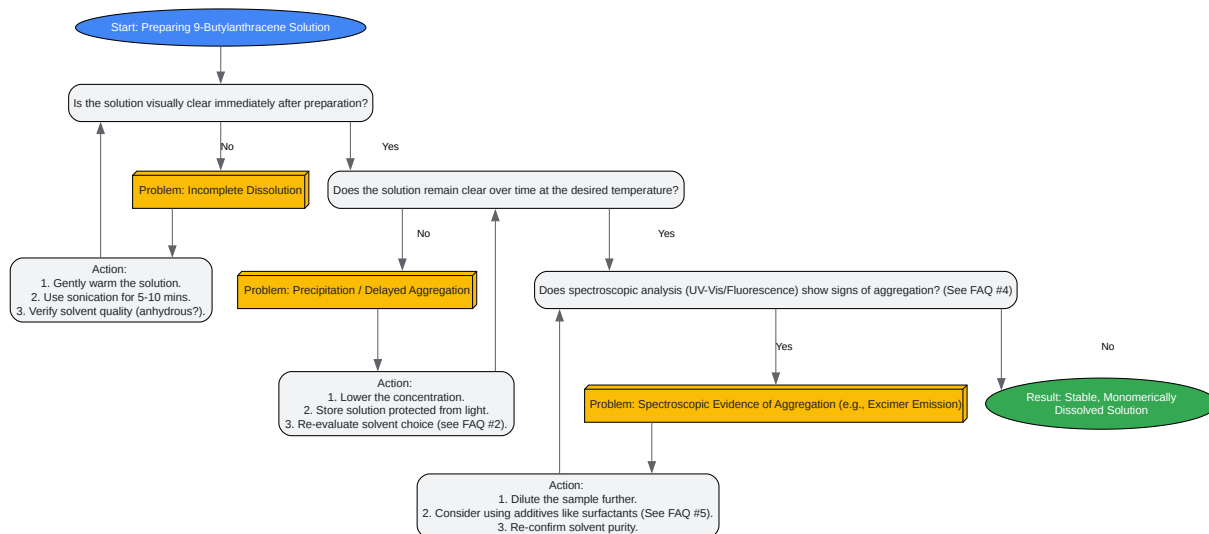 Start: Preparing 9-Butylanthracene Solution
Is the solution visually clear immediately after preparation?
No
Yes
Problem: Incomplete Dissolution
Does the solution remain clear over time at the desired temperature?
No
Yes
Action:
1. Gently warm the solution.
2. Use sonication for 5-10 mins.
3. Verify solvent quality (anhydrous?).
Problem: Precipitation / Delayed Aggregation
Does spectroscopic analysis (UV-Vis/Fluorescence) show signs of aggregation? (See FAQ #4)
Yes
No
Action:
1. Lower the concentration.
2. Store solution protected from light.
3. Re-evaluate solvent choice (see FAQ #2).
Problem: Spectroscopic Evidence of Aggregation (e.g., Excimer Emission)
Result: Stable, Monomerically
Dissolved Solution
Action:
1. Dilute the sample further.
2. Consider using additives like surfactants (See FAQ #5).
3. Re-confirm solvent purity.